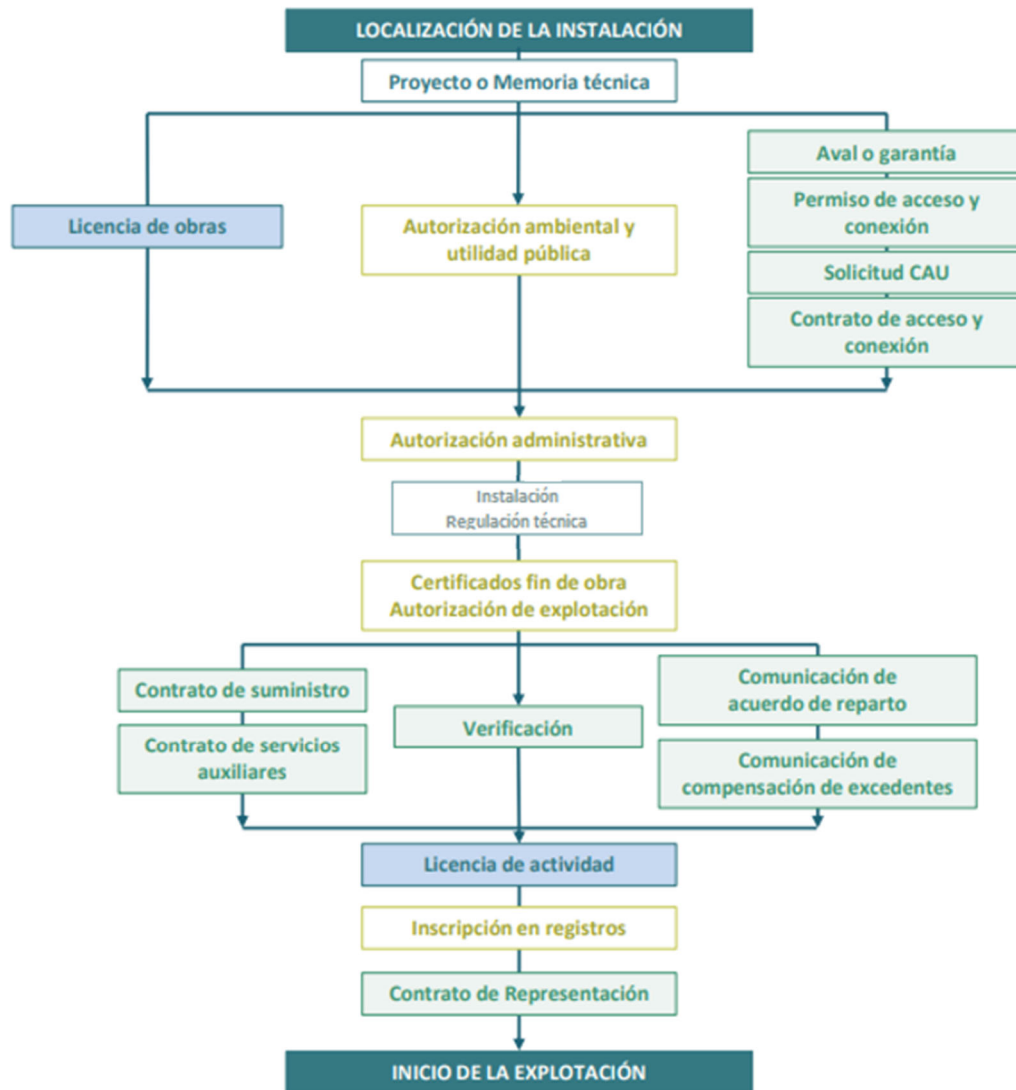 LOCALIZACIÓN DE LA INSTALACIÓN
Proyecto o Memoria técnica
Licencia de obras
Autorización ambiental y
utilidad pública
Aval o garantía
Permiso de acceso y
conexión
Solicitud CAU
Contrato de acceso y
conexión
Autorización administrativa
Instalación
Regulación técnica
Certificados fin de obra
Autorización de explotación
Contrato de suministro
Contrato de servicios
auxiliares
Verificación
Comunicación de
acuerdo de reparto
Comunicación de
compensación de excedentes
Licencia de actividad
Inscripción en registros
Contrato de Representación
INICIO DE LA EXPLOTACIÓN